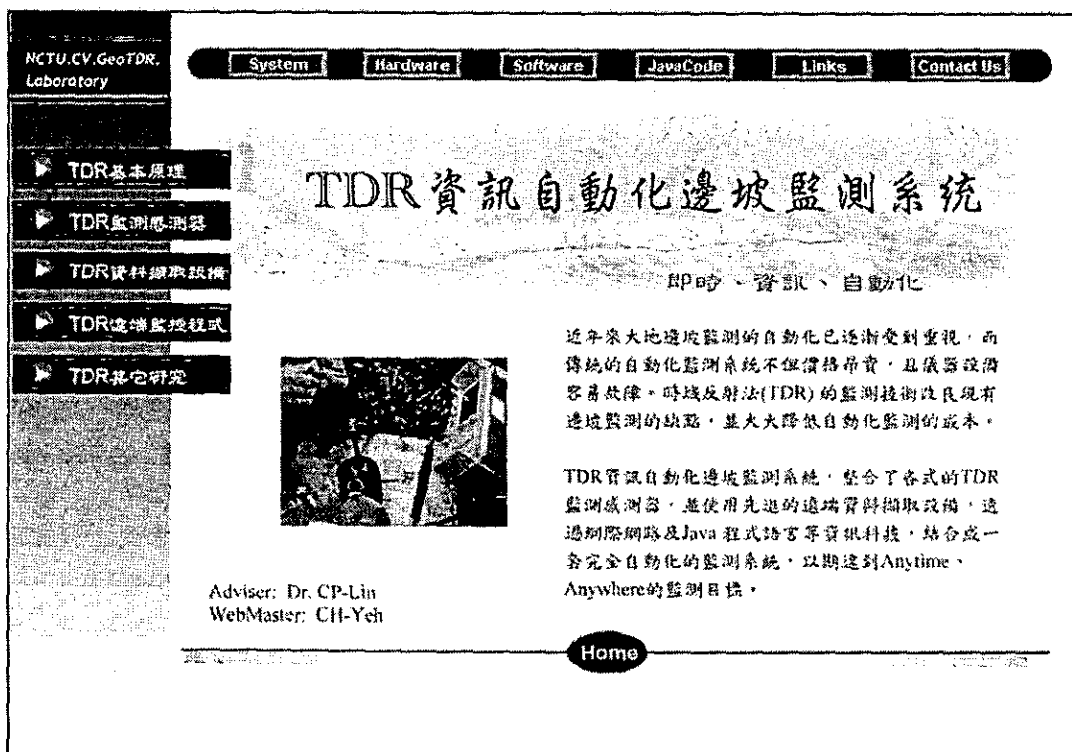 NCTU.CV.GeoTDR.
Laboratory
System
Hardware
Software
JavaCode
Links
Contact Us
TDR基本原理
TDR監測感測器
TDR資料擷取設備
TDR遠端監控程式
TDR其它研究
TDR資訊自動化邊坡監測系統
即時、資訊、自動化
近年來大地邊坡監測的自動化已逐漸受到重視，而
傳統的自動化監測系統不但價格昂貴，且儀器設備
容易故障。時域反射法(TDR) 的監測技術改良現有
邊坡監測的缺點，並大大降低自動化監測的成本。
TDR資訊自動化邊坡監測系統，整合了各式的TDR
監測感測器，並使用先進的遠端資料擷取設備，透
過網際網路及Java 程式語言等資訊科技，結合成一
套完全自動化的監測系統，以期達到Anytime、
Anywhere的監測目標。
Adviser: Dr. CP-Lin
WebMaster: CH-Yeh
Home